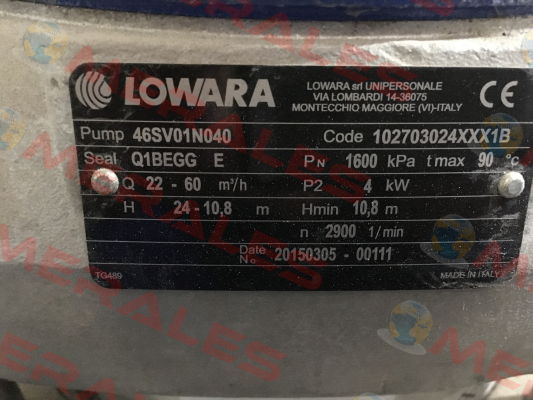 LOWARA
LOWARA srl UNIPERSONALE
VIA LOMBARDI 14-36075
MONTECCHIO MAGGIORE (VI)-ITALY
Pump 46SV01N040 Code 102703024XXX1B
Seal Q1BEGG E PN 1600 kPa t max 90 °c
Q 22 - 60 m³/h P2 4 kW
H 24 - 10,8 m Hmin 10,8 m
n 2900 1/min
Date
No 20150305 - 00111
TG489 MADE IN ITALY
MERALES